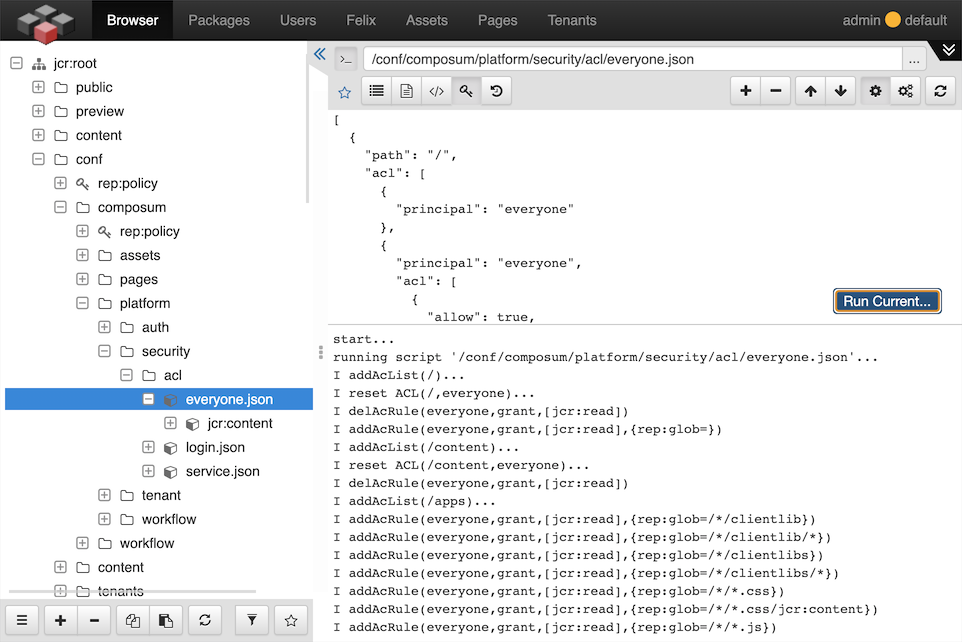 Browser Packages Users Felix Assets Pages Tenants admin default
jcr:root
public
preview
content
conf
rep:policy
composum
rep:policy
assets
pages
platform
auth
security
acl
everyone.json
jcr:content
login.json
service.json
tenant
workflow
workflow
content
tenants
/conf/composum/platform/security/acl/everyone.json ...
[
{
"path": "/",
"acl": [
{
"principal": "everyone"
},
{
"principal": "everyone",
"acl": [
{
"allow": true,
Run Current...
start...
running script '/conf/composum/platform/security/acl/everyone.json'...
I addAcList(/)...
I reset ACL(/,everyone)...
I delAcRule(everyone,grant,[jcr:read])
I addAcRule(everyone,grant,[jcr:read],{rep:glob=})
I addAcList(/content)...
I reset ACL(/content,everyone)...
I delAcRule(everyone,grant,[jcr:read])
I addAcList(/apps)...
I addAcRule(everyone,grant,[jcr:read],{rep:glob=/*/clientlib})
I addAcRule(everyone,grant,[jcr:read],{rep:glob=/*/clientlib/*})
I addAcRule(everyone,grant,[jcr:read],{rep:glob=/*/clientlibs})
I addAcRule(everyone,grant,[jcr:read],{rep:glob=/*/clientlibs/*})
I addAcRule(everyone,grant,[jcr:read],{rep:glob=/*/*.css})
I addAcRule(everyone,grant,[jcr:read],{rep:glob=/*/*.css/jcr:content})
I addAcRule(everyone,grant,[jcr:read],{rep:glob=/*/*.js})